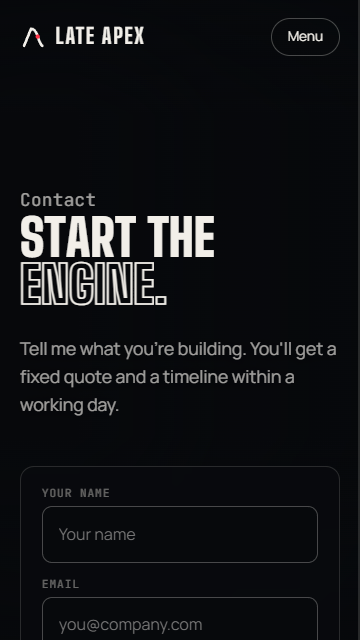 LATE APEX
Menu
Contact
START THE
ENGINE.
Tell me what you're building. You'll get a
fixed quote and a timeline within a
working day.
YOUR NAME
Your name
EMAIL
you@company.com